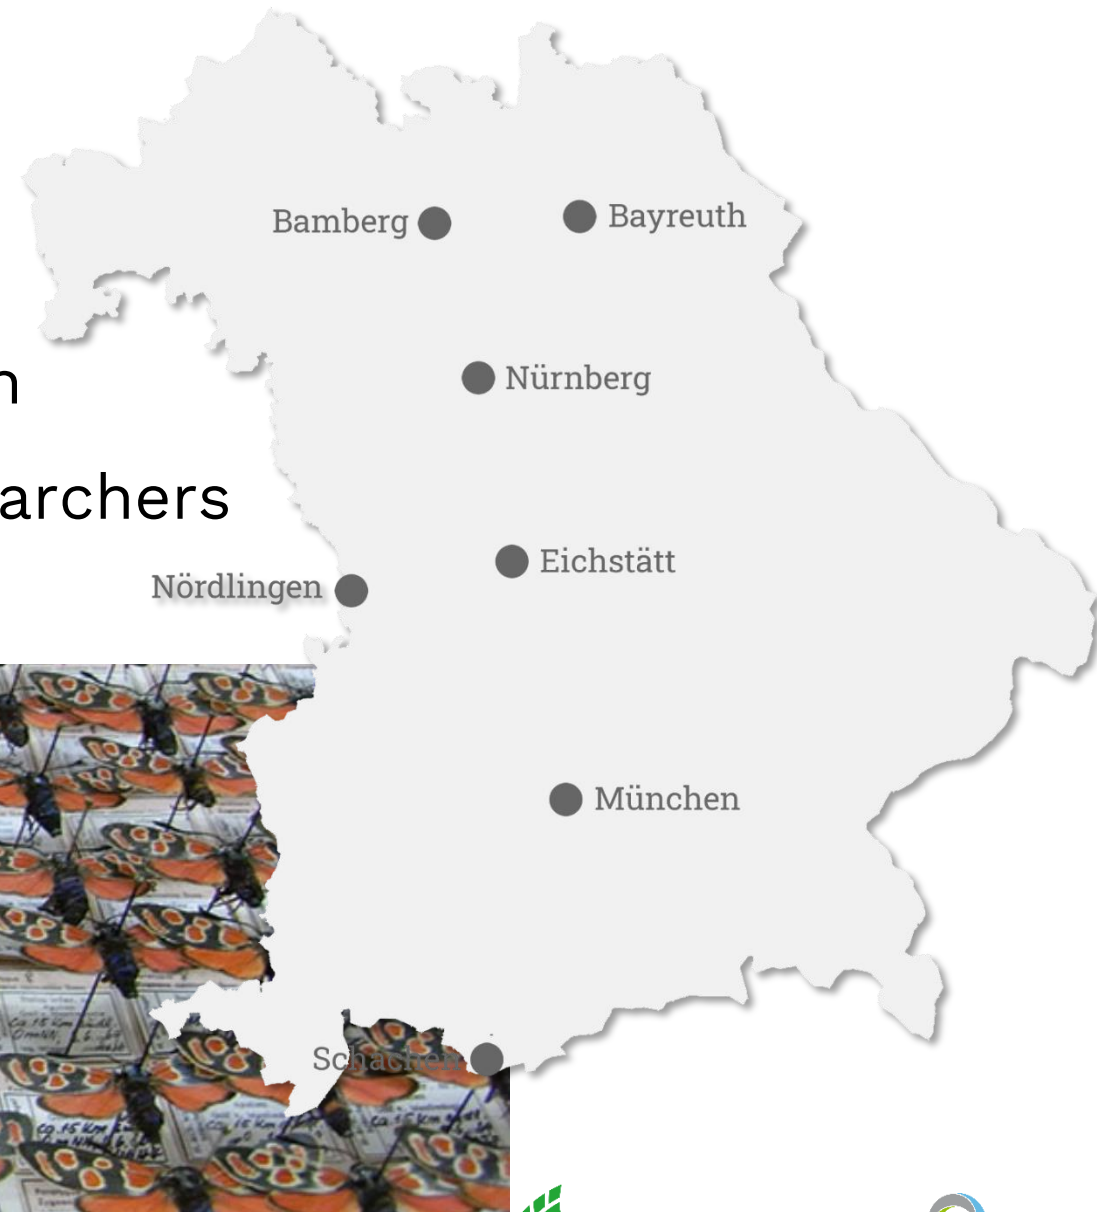 Bamberg
Bayreuth
n
Nürnberg
archers
Eichstätt
Nördlingen
München
Schachen